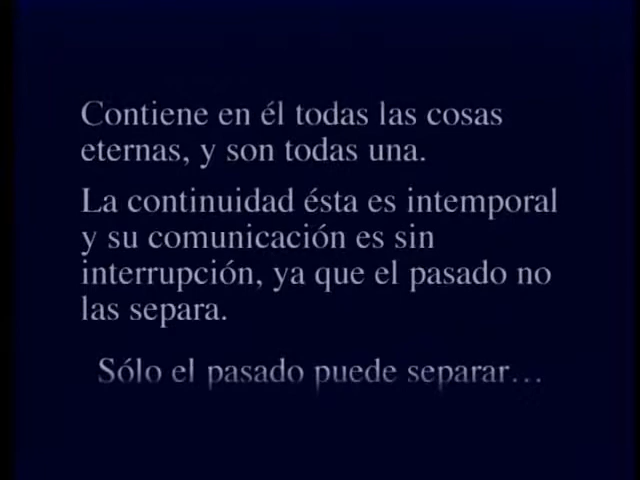 Contiene en él todas las cosas
eternas, y son todas una.
La continuidad ésta es intemporal
y su comunicación es sin
interrupción, ya que el pasado no
las separa.
Sólo el pasado puede separar…